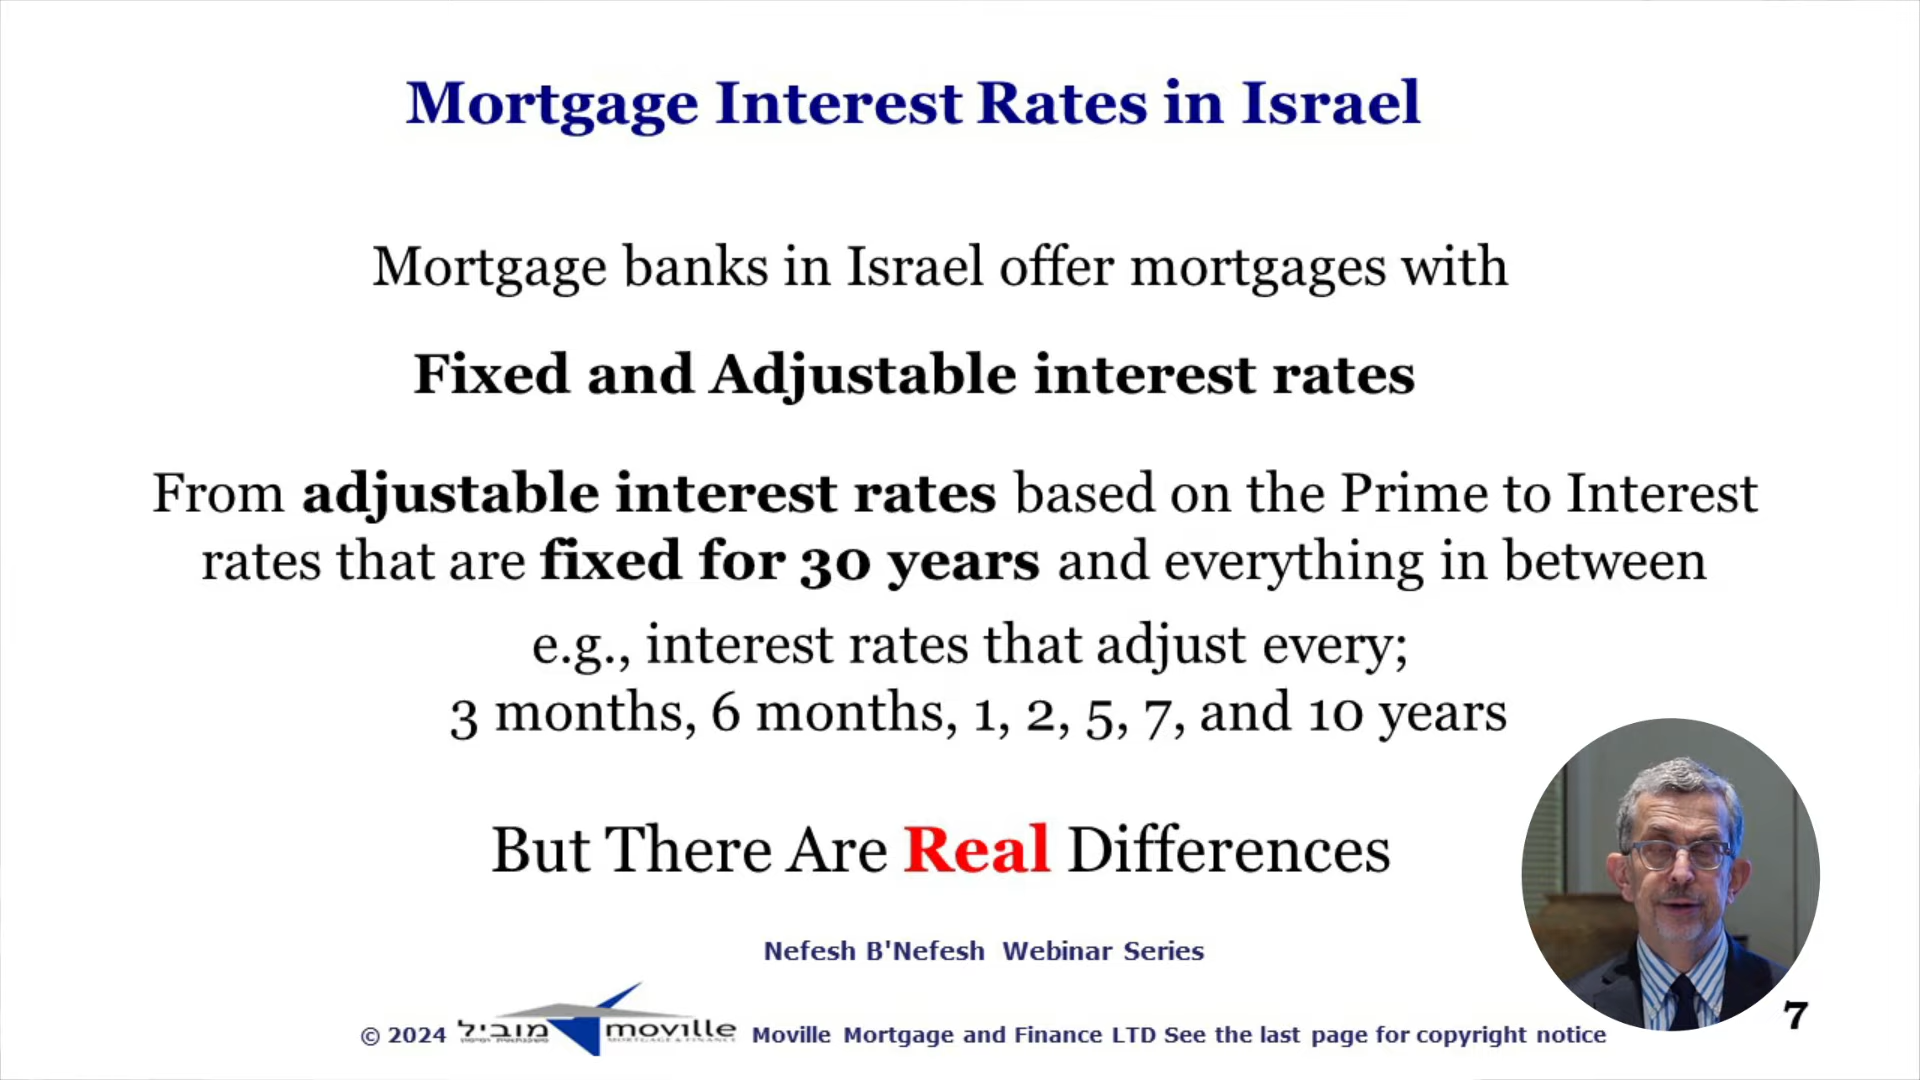 Mortgage Interest Rates in Israel
Mortgage banks in Israel offer mortgages with
Fixed and Adjustable interest rates
From adjustable interest rates based on the Prime to Interest
rates that are fixed for 30 years and everything in between
e.g., interest rates that adjust every;
3 months, 6 months, 1, 2, 5, 7, and 10 years
But There Are Real Differences
Nefesh B'Nefesh Webinar Series
© 2024 מוביל moville Moville Mortgage and Finance LTD See the last page for copyright notice
MORTGAGE & FINANCE
7